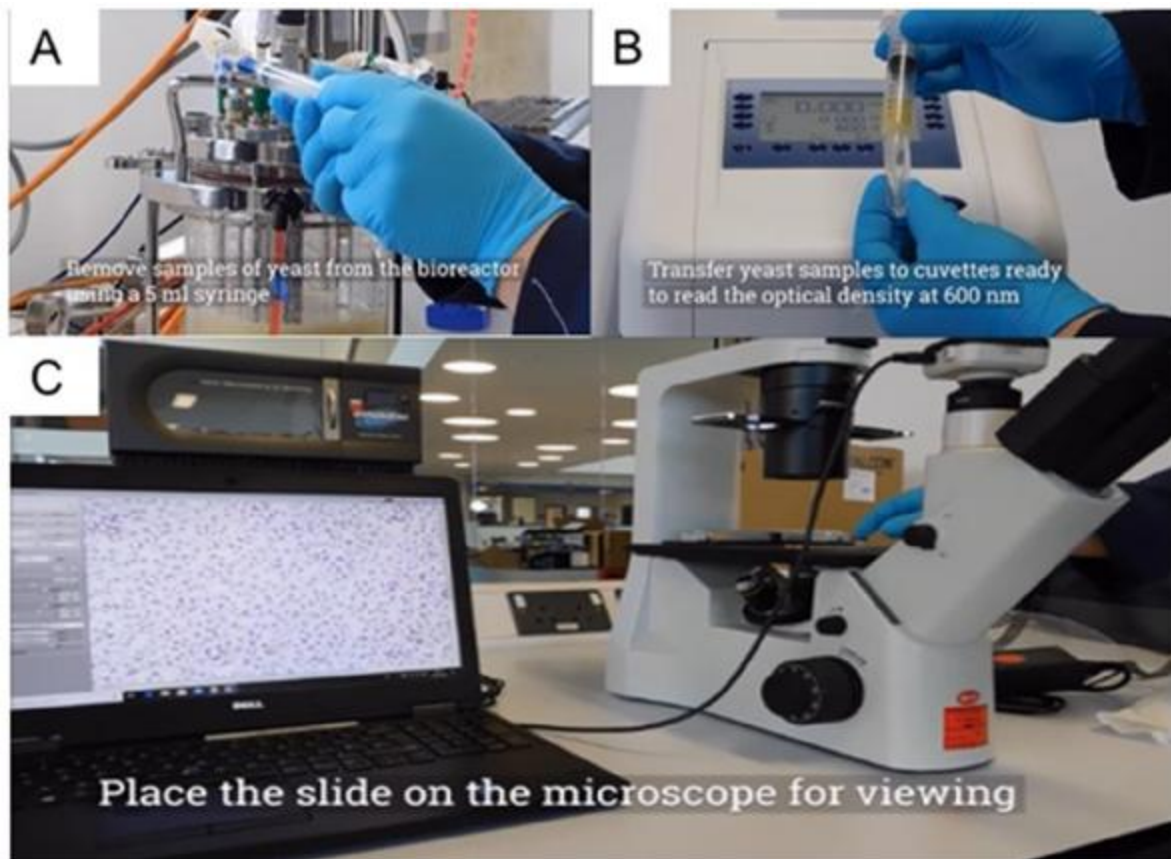 A
Remove samples of yeast from the bioreactor
using a 5 ml syringe
B
Transfer yeast samples to cuvettes ready
to read the optical density at 600 nm
C
DELL
Place the slide on the microscope for viewing